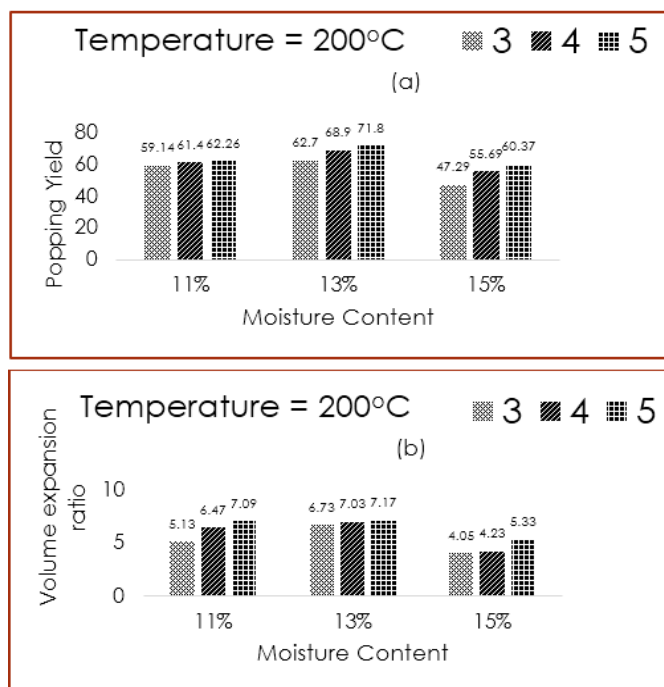 Temperature = 200°C 3 4 5
(a)
Popping Yield
80
60
40
20
0
59.14 61.4 62.26
62.7 68.9 71.8
47.29 55.69 60.37
11% 13% 15%
Moisture Content
Temperature = 200°C 3 4 5
(b)
Volume expansion
ratio
10
5
0
5.13 6.47 7.09
6.73 7.03 7.17
4.05 4.23 5.33
11% 13% 15%
Moisture Content